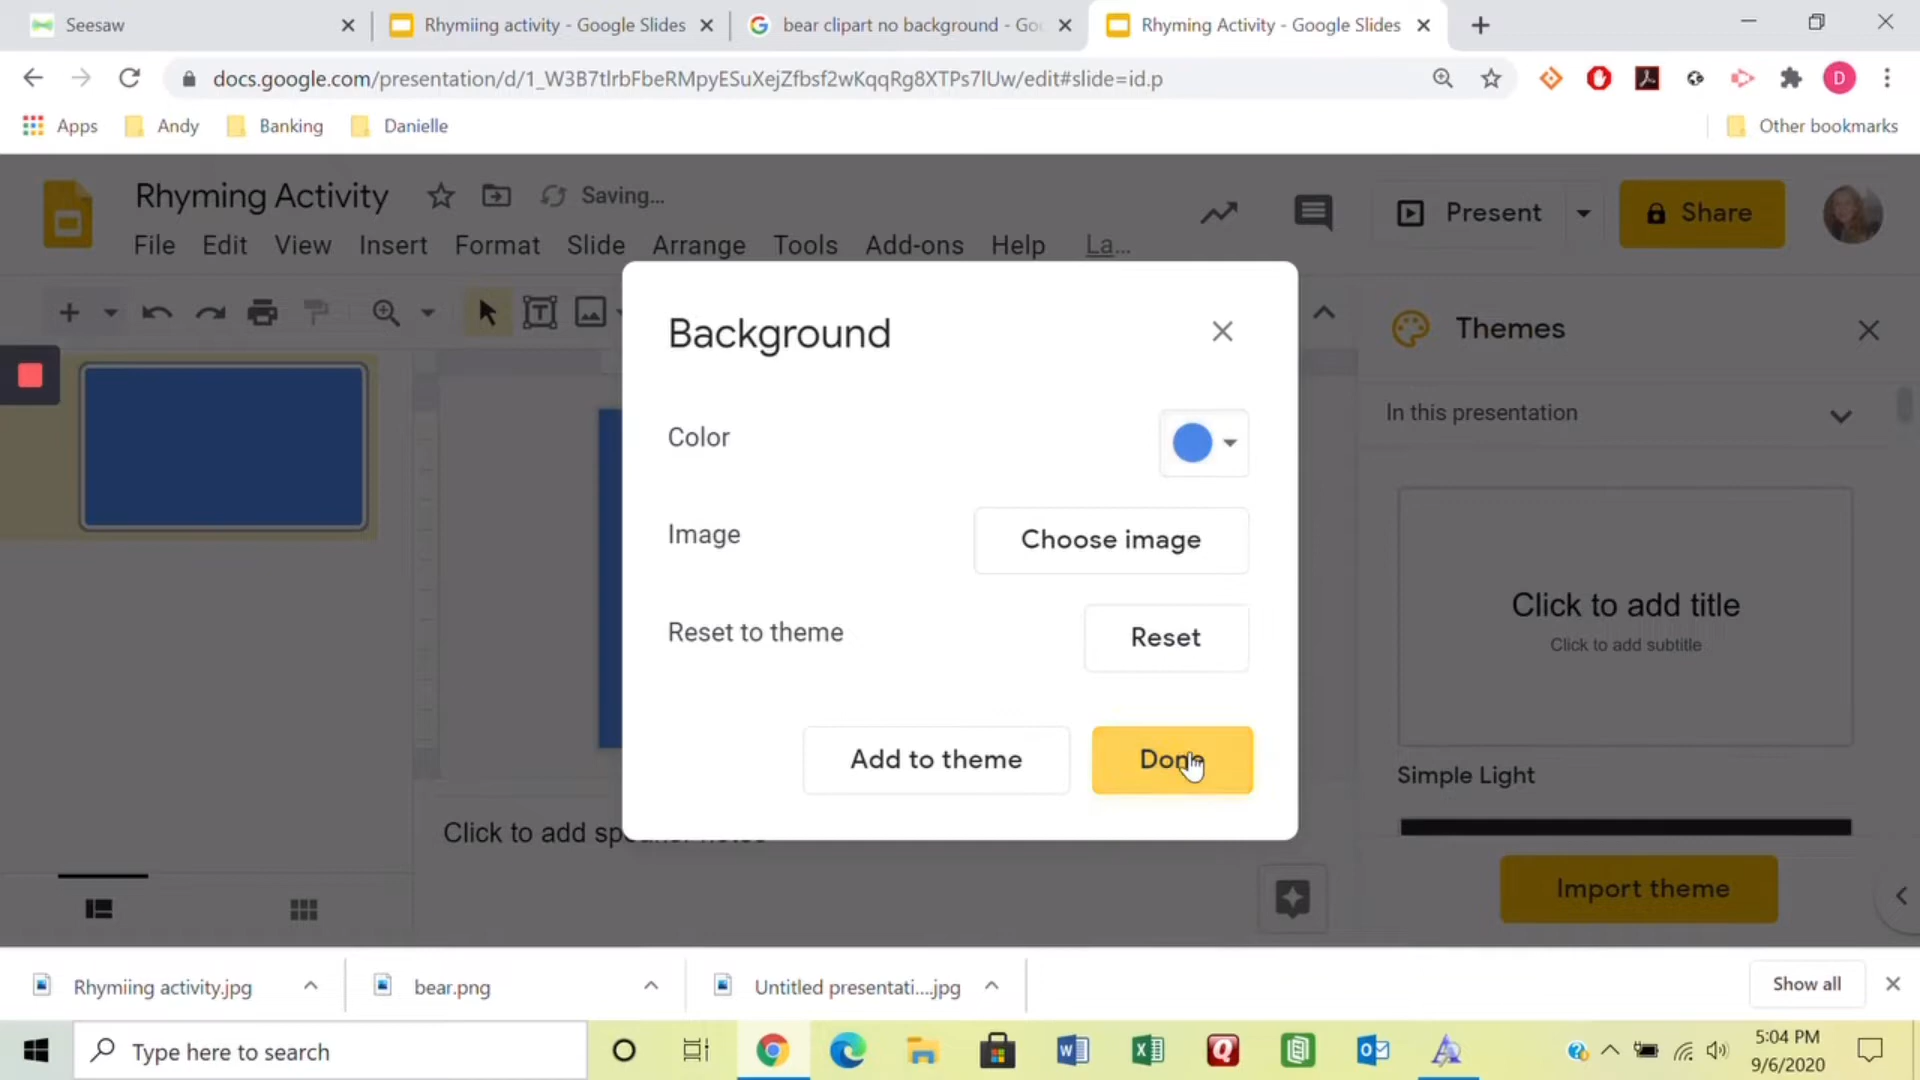 Seesaw
Rhymiing activity - Google Slides
bear clipart no background - Goo
Rhyming Activity - Google Slides
docs.google.com/presentation/d/1_W3B7tlrbFbeRMpyESuXejZfbsf2wKqqRg8XTPs7lUw/edit#slide=id.p
D
Apps
Andy
Banking
Danielle
Other bookmarks
Rhyming Activity
Saving...
Present
Share
File Edit View Insert Format Slide Arrange Tools Add-ons Help La...
Themes
In this presentation
Background
Color
Image
Choose image
Reset to theme
Reset
Add to theme
Done
Click to add title
Click to add subtitle
Simple Light
Click to add speaker notes
Import theme
Rhymiing activity.jpg
bear.png
Untitled presentati....jpg
Show all
Type here to search
5:04 PM
9/6/2020